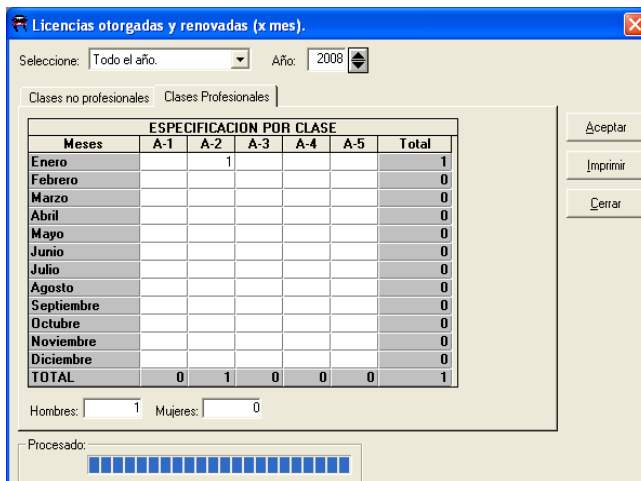 Licencias otorgadas y renovadas (x mes).
Seleccione: Todo el año. Año: 2008
Clases no profesionales Clases Profesionales
ESPECIFICACION POR CLASE
Meses A-1 A-2 A-3 A-4 A-5 Total
Enero 1 1
Febrero 0
Marzo 0
Abril 0
Mayo 0
Junio 0
Julio 0
Agosto 0
Septiembre 0
Octubre 0
Noviembre 0
Diciembre 0
TOTAL 0 1 0 0 0 1
Hombres: 1 Mujeres: 0
Aceptar
Imprimir
Cerrar
Procesado: